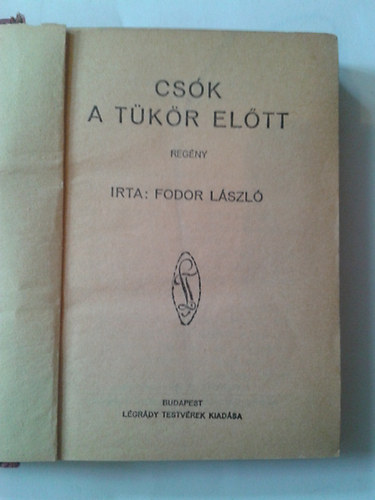 CSÓK
A TÜKÖR ELŐTT
REGÉNY
IRTA: FODOR LÁSZLÓ
BUDAPEST
LÉGRÁDY TESTVÉREK KIADÁSA